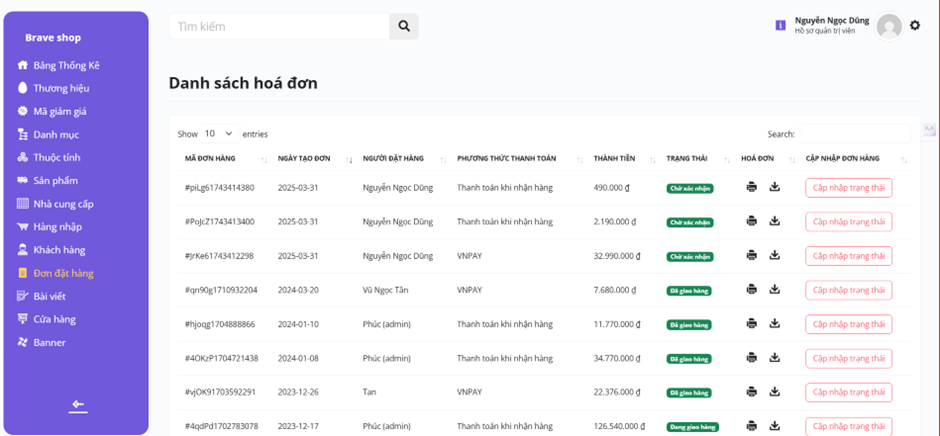 Brave shop
Bảng Thống Kê
Thương hiệu
Mã giảm giá
Danh mục
Thuộc tính
Sản phẩm
Nhà cung cấp
Hàng nhập
Khách hàng
Đơn đặt hàng
Bài viết
Cửa hàng
Banner
Tìm kiếm
Nguyễn Ngọc Dũng
Hồ sơ quản trị viên
Danh sách hoá đơn
Show 10 entries Search:
MÃ ĐƠN HÀNG NGÀY TẠO ĐƠN NGƯỜI ĐẶT HÀNG PHƯƠNG THỨC THANH TOÁN THÀNH TIỀN TRẠNG THÁI HOÁ ĐƠN CẬP NHẬP ĐƠN HÀNG
#piLg61743414380 2025-03-31 Nguyễn Ngọc Dũng Thanh toán khi nhận hàng 490.000 ₫ Chờ xác nhận Cập nhập trạng thái
#PoJcZ1743413400 2025-03-31 Nguyễn Ngọc Dũng Thanh toán khi nhận hàng 2.190.000 ₫ Chờ xác nhận Cập nhập trạng thái
#JrKe61743412298 2025-03-31 Nguyễn Ngọc Dũng VNPAY 32.990.000 ₫ Chờ xác nhận Cập nhập trạng thái
#qn90g1710932204 2024-03-20 Vũ Ngọc Tân VNPAY 7.680.000 ₫ Đã giao hàng Cập nhập trạng thái
#hjoqg1704888866 2024-01-10 Phúc (admin) Thanh toán khi nhận hàng 11.770.000 ₫ Đã giao hàng Cập nhập trạng thái
#4OKzP1704721438 2024-01-08 Phúc (admin) Thanh toán khi nhận hàng 34.770.000 ₫ Đã giao hàng Cập nhập trạng thái
#vjOK91703592291 2023-12-26 Tan VNPAY 22.376.000 ₫ Đã giao hàng Cập nhập trạng thái
#4qdPd1702783078 2023-12-17 Phúc (admin) Thanh toán khi nhận hàng 126.540.000 ₫ Đang giao hàng Cập nhập trạng thái